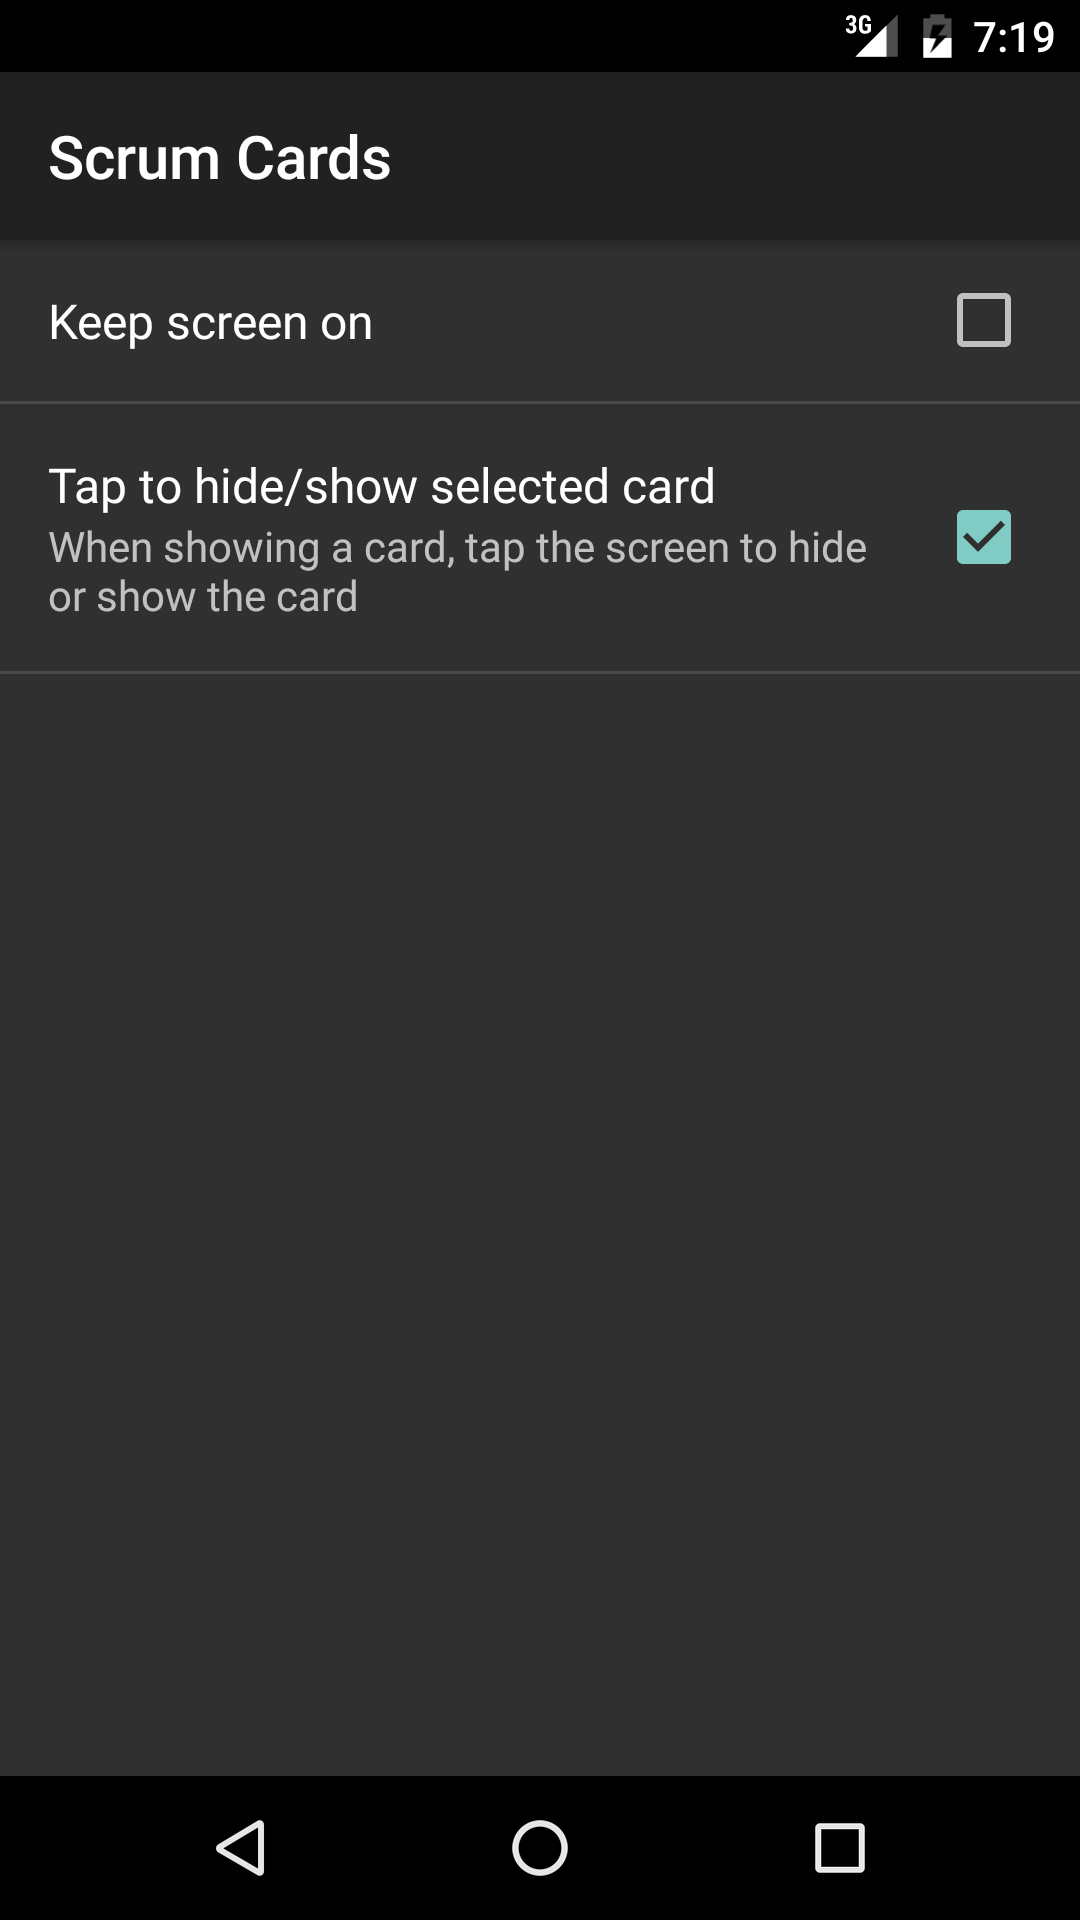 3G 7:19
Scrum Cards
Keep screen on
Tap to hide/show selected card
When showing a card, tap the screen to hide
or show the card